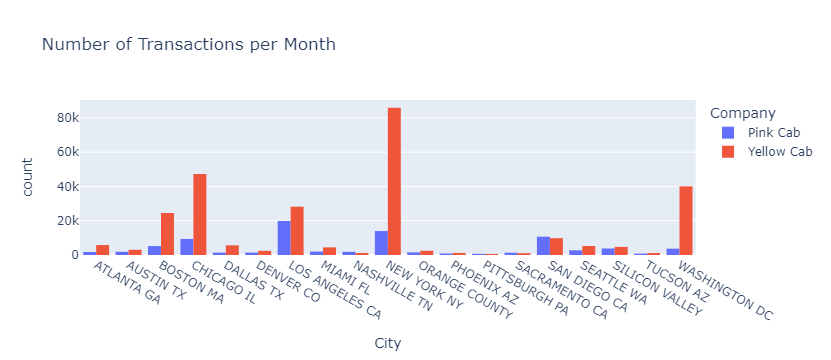 Number of Transactions per Month
count
80k
60k
40k
20k
0
Company
Pink Cab
Yellow Cab
ATLANTA GA
AUSTIN TX
BOSTON MA
CHICAGO IL
DALLAS TX
DENVER CO
LOS ANGELES CA
MIAMI FL
NASHVILLE TN
NEW YORK NY
ORANGE COUNTY
PHOENIX AZ
PITTSBURGH PA
SACRAMENTO CA
SAN DIEGO CA
SEATTLE WA
SILICON VALLEY
TUCSON AZ
WASHINGTON DC
City